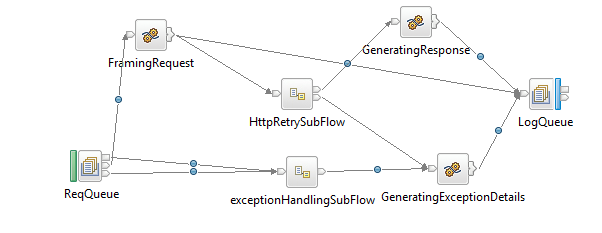 GeneratingResponse
FramingRequest
HttpRetrySubFlow
LogQueue
ReqQueue
exceptionHandlingSubFlow
GeneratingExceptionDetails